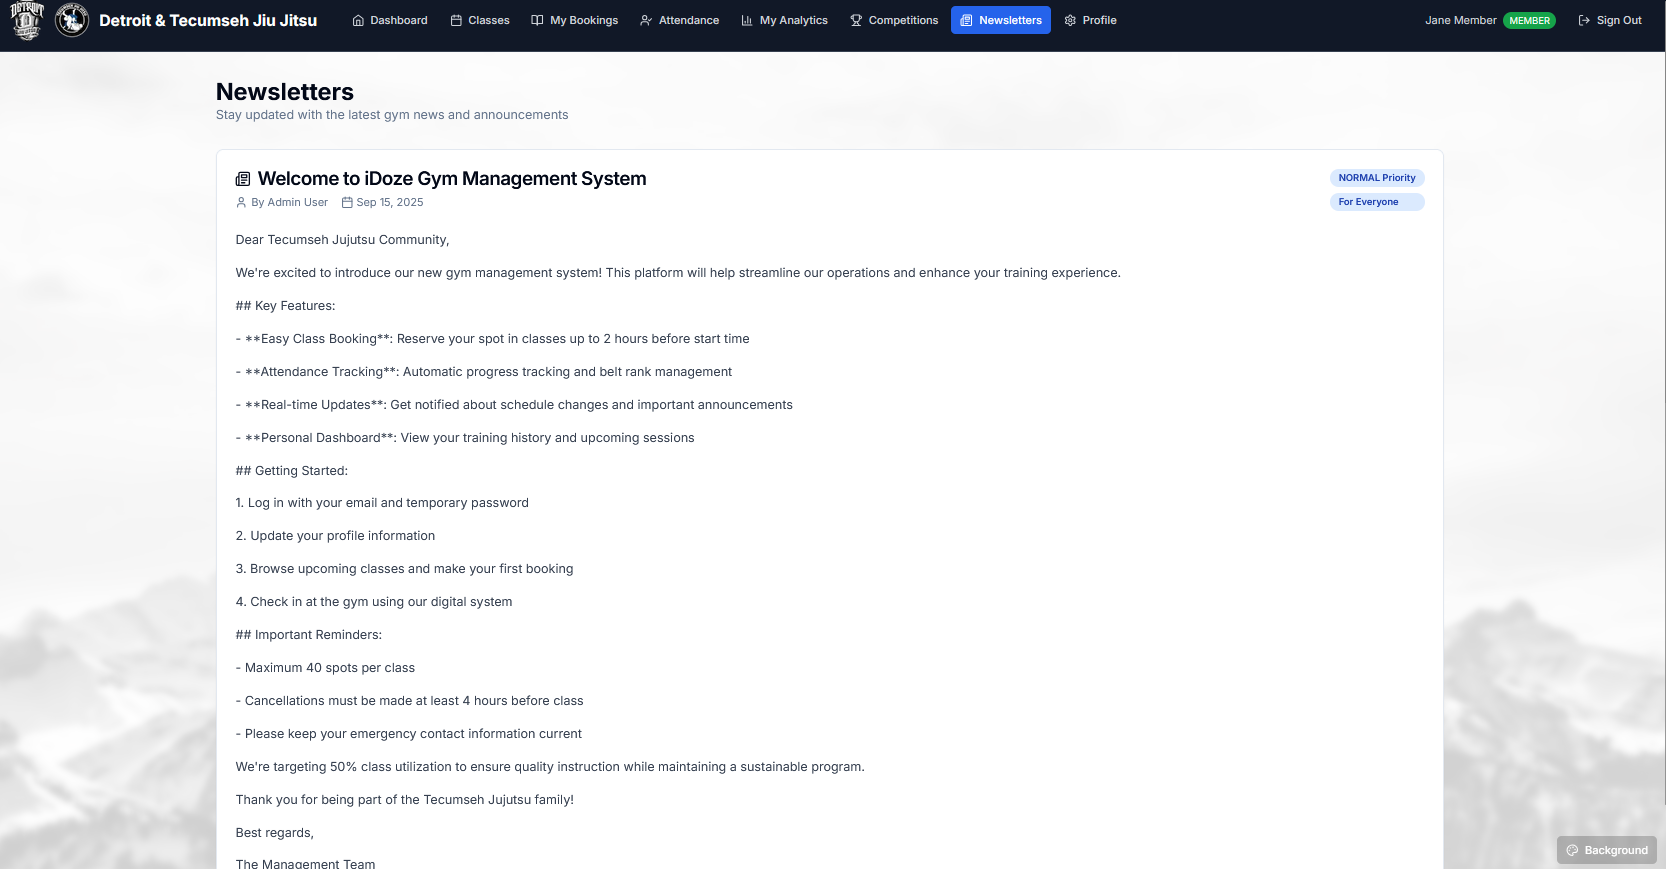 DETROIT
Detroit & Tecumseh Jiu Jitsu
Dashboard
Classes
My Bookings
Attendance
My Analytics
Competitions
Newsletters
Profile
Jane Member
MEMBER
Sign Out
Newsletters
Stay updated with the latest gym news and announcements
Welcome to iDoze Gym Management System
NORMAL Priority
By Admin User
Sep 15, 2025
For Everyone
Dear Tecumseh Jujutsu Community,
We're excited to introduce our new gym management system! This platform will help streamline our operations and enhance your training experience.
## Key Features:
- **Easy Class Booking**: Reserve your spot in classes up to 2 hours before start time
- **Attendance Tracking**: Automatic progress tracking and belt rank management
- **Real-time Updates**: Get notified about schedule changes and important announcements
- **Personal Dashboard**: View your training history and upcoming sessions
## Getting Started:
1. Log in with your email and temporary password
2. Update your profile information
3. Browse upcoming classes and make your first booking
4. Check in at the gym using our digital system
## Important Reminders:
- Maximum 40 spots per class
- Cancellations must be made at least 4 hours before class
- Please keep your emergency contact information current
We're targeting 50% class utilization to ensure quality instruction while maintaining a sustainable program.
Thank you for being part of the Tecumseh Jujutsu family!
Best regards,
The Management Team
Background